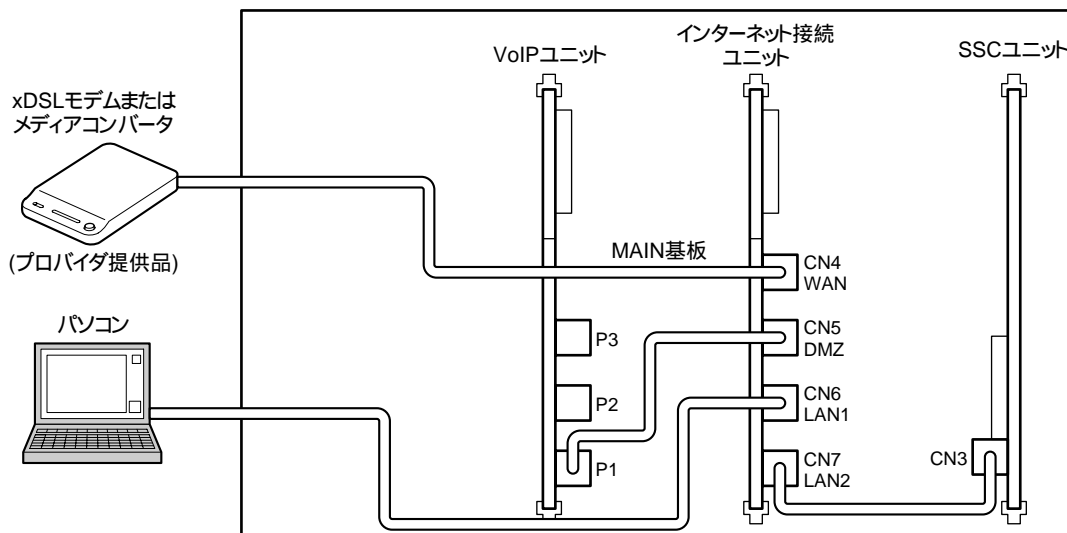 VoIPユニット
インターネット接続
ユニット
SSCユニット
xDSLモデムまたは
メディアコンバータ
(プロバイダ提供品)
MAIN基板
CN4
WAN
パソコン
P3
CN5
DMZ
P2
CN6
LAN1
P1
CN7
LAN2
CN3